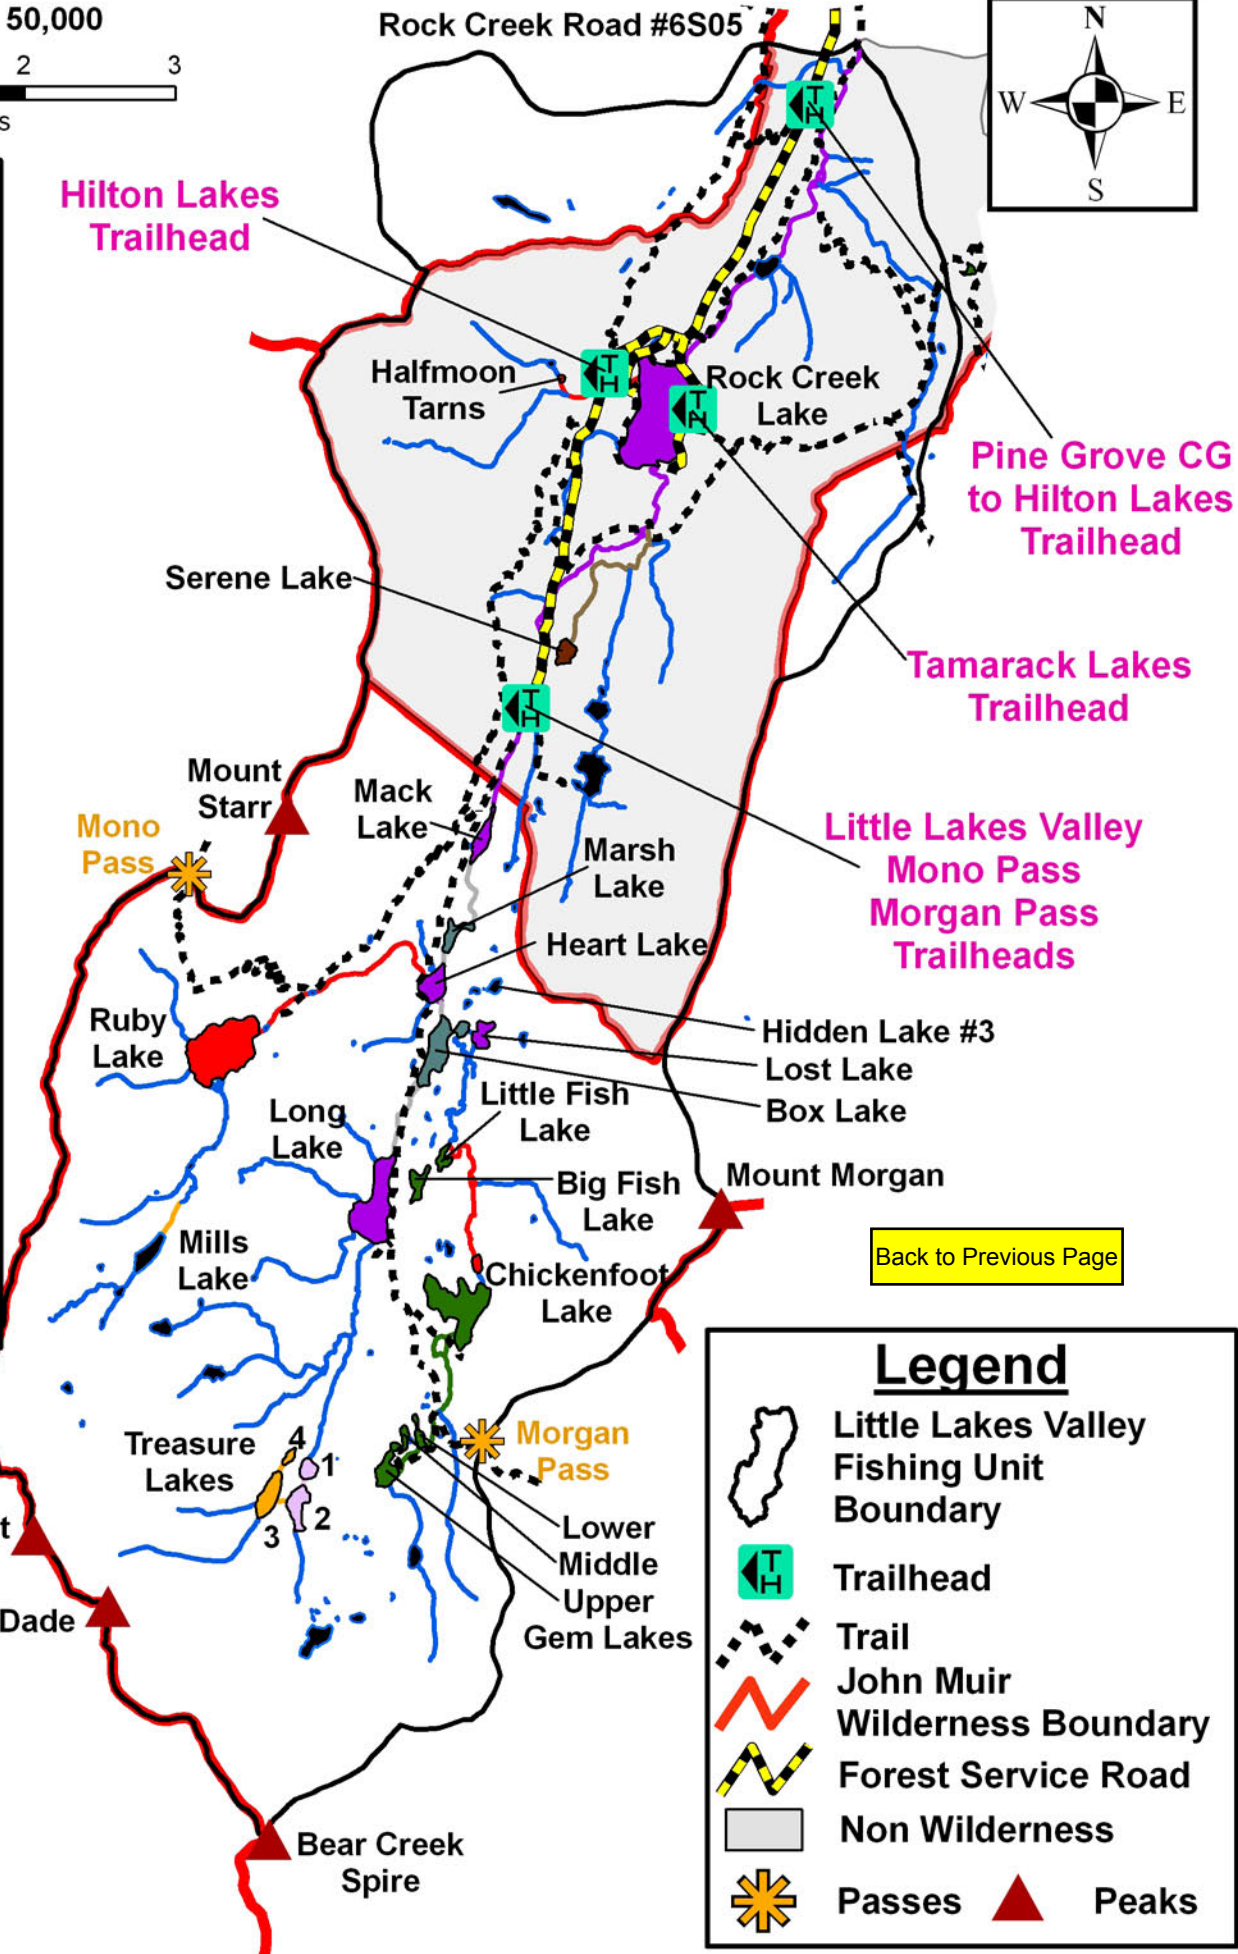 50,000
2
3
s
Rock Creek Road #6S05
N
W
E
S
Hilton Lakes
Trailhead
TH
Halfmoon
Tarns
TH
Rock Creek
Lake
TH
Pine Grove CG
to Hilton Lakes
Trailhead
Serene Lake
Tamarack Lakes
Trailhead
TH
Mount
Starr
Mono
Pass
Mack
Lake
Marsh
Lake
Little Lakes Valley
Mono Pass
Morgan Pass
Trailheads
Heart Lake
Ruby
Lake
Hidden Lake #3
Lost Lake
Box Lake
Little Fish
Lake
Long
Lake
Big Fish
Lake
Mount Morgan
Mills
Lake
Back to Previous Page
Chickenfoot
Lake
Treasure
Lakes
4
1
2
3
Morgan
Pass
Lower
Middle
Upper
Gem Lakes
t
Dade
Bear Creek
Spire
Legend
Little Lakes Valley
Fishing Unit
Boundary
TH
Trailhead
Trail
John Muir
Wilderness Boundary
Forest Service Road
Non Wilderness
Passes
Peaks